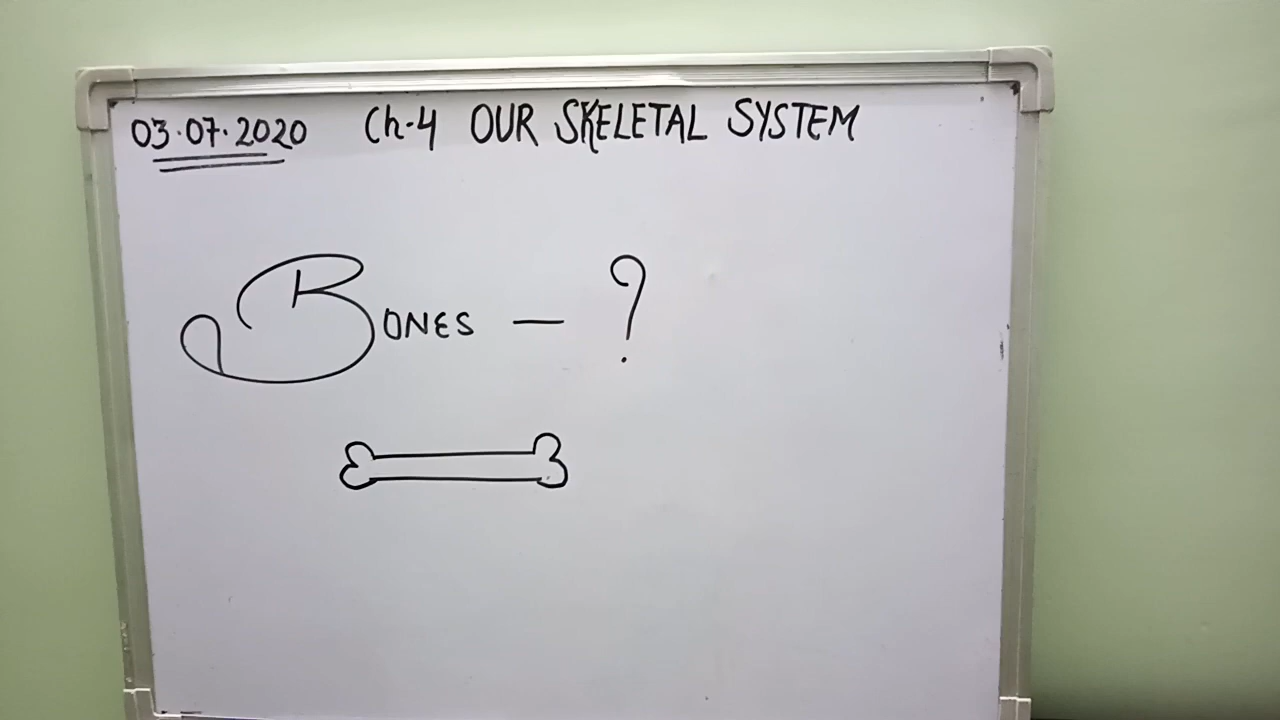 03.07.2020 Ch-4 OUR SKELETAL SYSTEM
BONES — ?